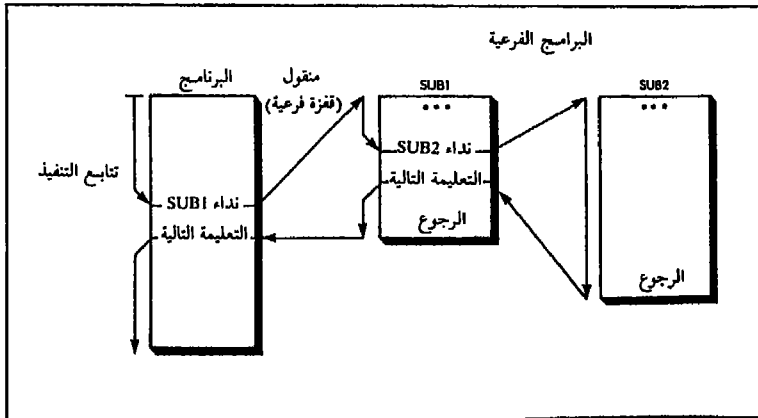 البرامج الفرعية
البرنامج
منقول
(قفزة فرعية)
SUB1
•••
SUB2
•••
نداء SUB2
التعليمة التالية
الرجوع
تتابع التنفيذ
نداء SUB1
التعليمة التالية
الرجوع